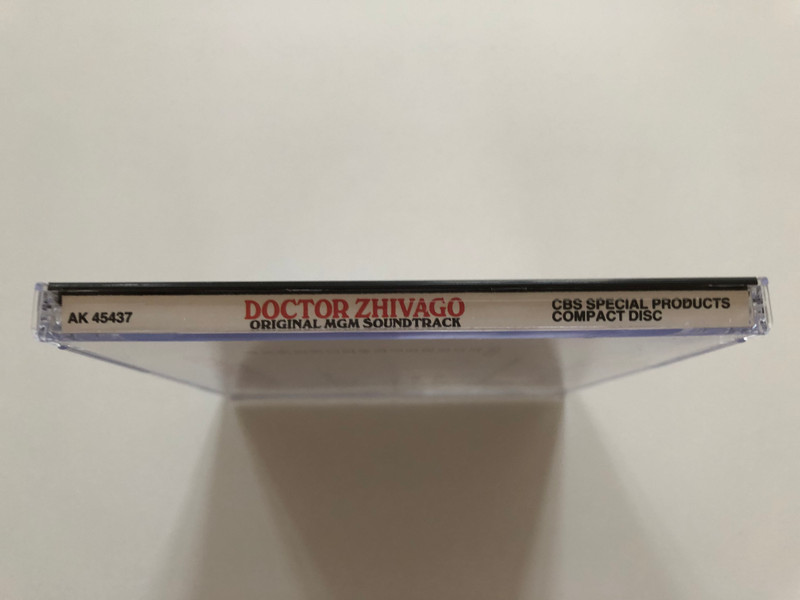 AK 45437
DOCTOR ZHIVAGO
ORIGINAL MGM SOUNDTRACK
CBS SPECIAL PRODUCTS
COMPACT DISC